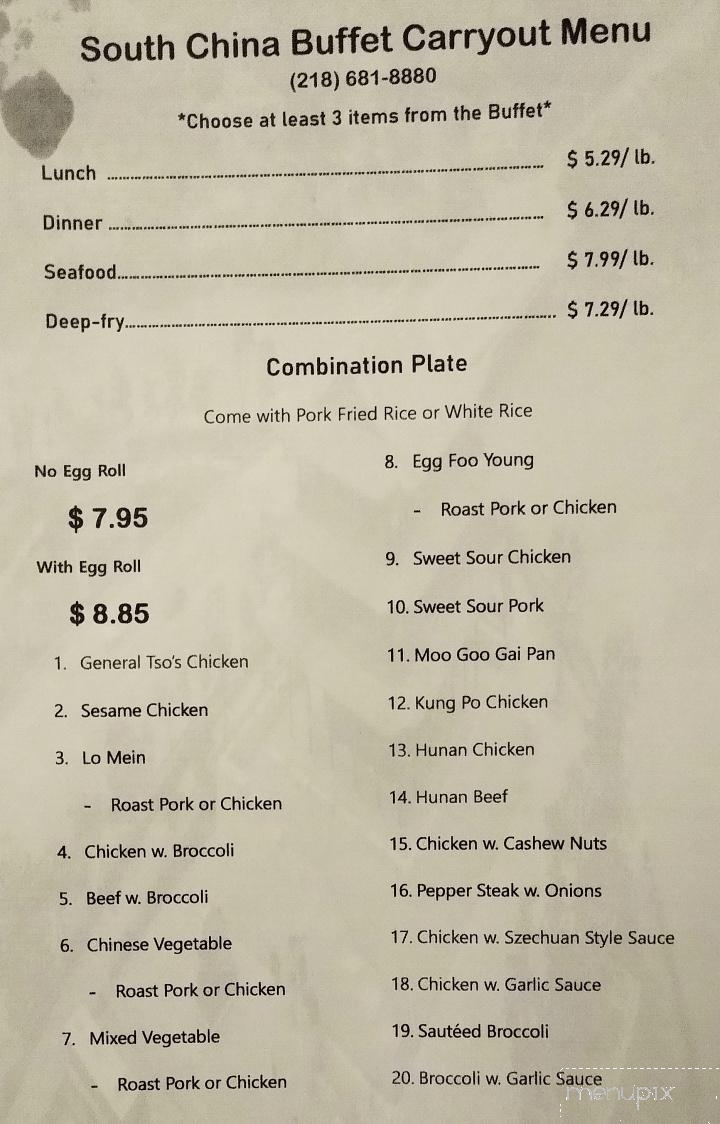 South China Buffet Carryout Menu
(218) 681-8880
*Choose at least 3 items from the Buffet*
Lunch ........................ $ 5.29/ lb.
Dinner ........................ $ 6.29/ lb.
Seafood........................ $ 7.99/ lb.
Deep-fry........................ $ 7.29/ lb.
Combination Plate
Come with Pork Fried Rice or White Rice
No Egg Roll
$ 7.95
With Egg Roll
$ 8.85
1. General Tso's Chicken
2. Sesame Chicken
3. Lo Mein
- Roast Pork or Chicken
4. Chicken w. Broccoli
5. Beef w. Broccoli
6. Chinese Vegetable
- Roast Pork or Chicken
7. Mixed Vegetable
- Roast Pork or Chicken
8. Egg Foo Young
- Roast Pork or Chicken
9. Sweet Sour Chicken
10. Sweet Sour Pork
11. Moo Goo Gai Pan
12. Kung Po Chicken
13. Hunan Chicken
14. Hunan Beef
15. Chicken w. Cashew Nuts
16. Pepper Steak w. Onions
17. Chicken w. Szechuan Style Sauce
18. Chicken w. Garlic Sauce
19. Sautéed Broccoli
20. Broccoli w. Garlic Sauce
menupix